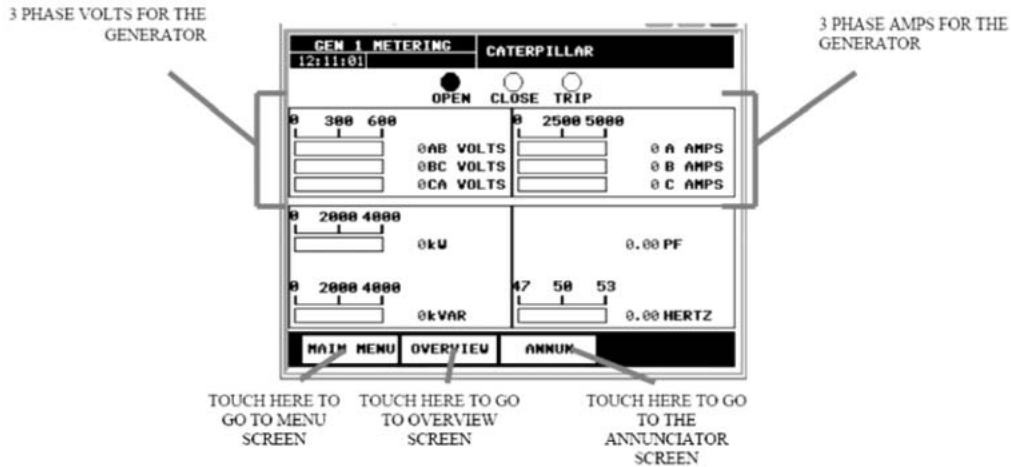 3 PHASE VOLTS FOR THE
GENERATOR
3 PHASE AMPS FOR THE
GENERATOR
GEN 1 METERING
12:11:01
CATERPILLAR
OPEN CLOSE TRIP
0 300 600
0AB VOLTS
0BC VOLTS
0CA VOLTS
0 2500 5000
0 A AMPS
0 B AMPS
0 C AMPS
0 2000 4000
0kW
0.00 PF
0 2000 4000
0kVAR
47 50 53
0.00 HERTZ
MAIN MENU OVERVIEW ANNUN
TOUCH HERE TO
GO TO MENU
SCREEN
TOUCH HERE TO GO
TO OVERVIEW
SCREEN
TOUCH HERE TO GO
TO THE
ANNUNCIATOR
SCREEN